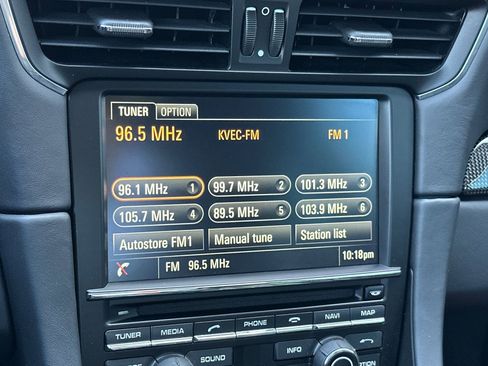 TUNER OPTION
96.5 MHz KVEC-FM FM 1
96.1 MHz 1 99.7 MHz 2 101.3 MHz 3
105.7 MHz 4 89.5 MHz 5 103.9 MHz 6
Autostore FM1 Manual tune Station list
FM 96.5 MHz 10:18pm
TUNER MEDIA PHONE NAVI MAP
SOUND INFO OPTION